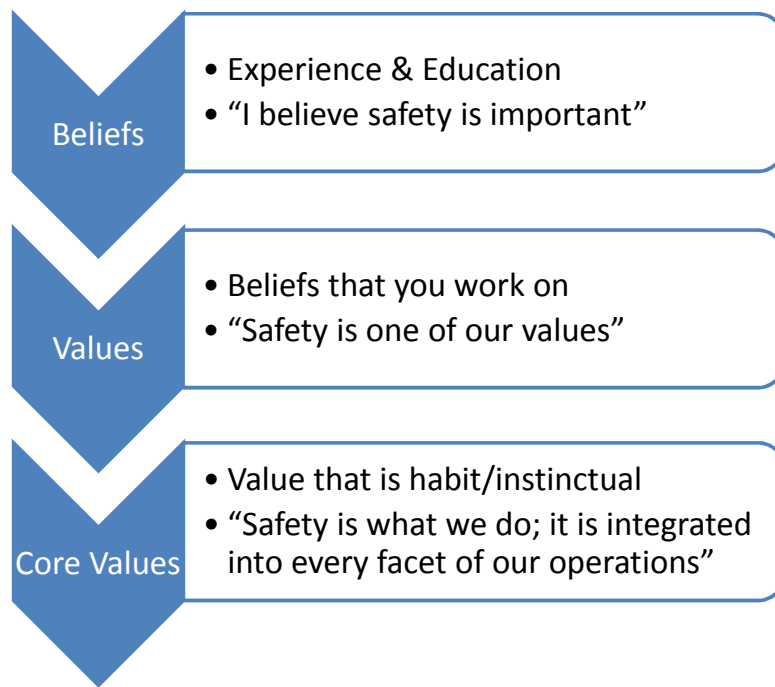 Beliefs
• Experience & Education
• “I believe safety is important”
Values
• Beliefs that you work on
• “Safety is one of our values”
Core Values
• Value that is habit/instinctual
• “Safety is what we do; it is integrated
into every facet of our operations”